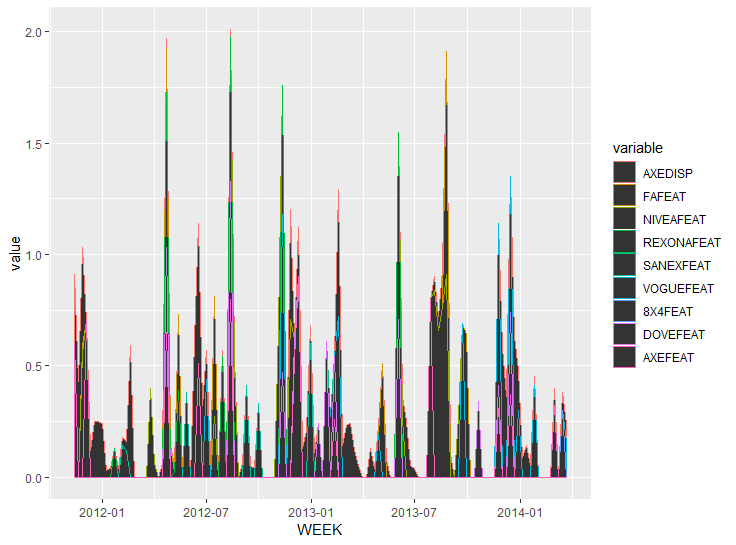 2.0
1.5
1.0
0.5
0.0
value
2012-01
2012-07
2013-01
2013-07
2014-01
WEEK
variable
AXEDISP
FAFEAT
NIVEAFEAT
REXONAFEAT
SANEXFEAT
VOGUEFEAT
8X4FEAT
DOVEFEAT
AXEFEAT